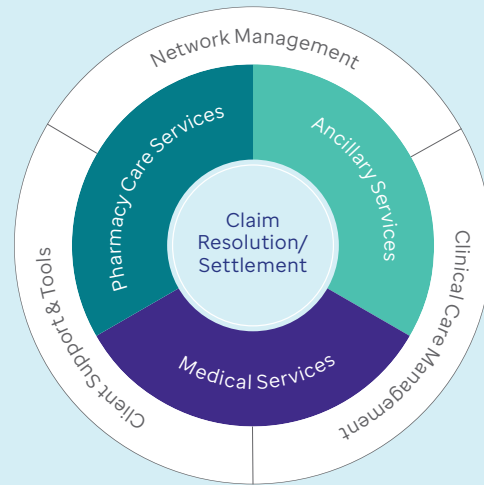 Network Management
Pharmacy Care Services
Ancillary Services
Claim
Resolution/
Settlement
Medical Services
Client Support & Tools
Clinical Care Management